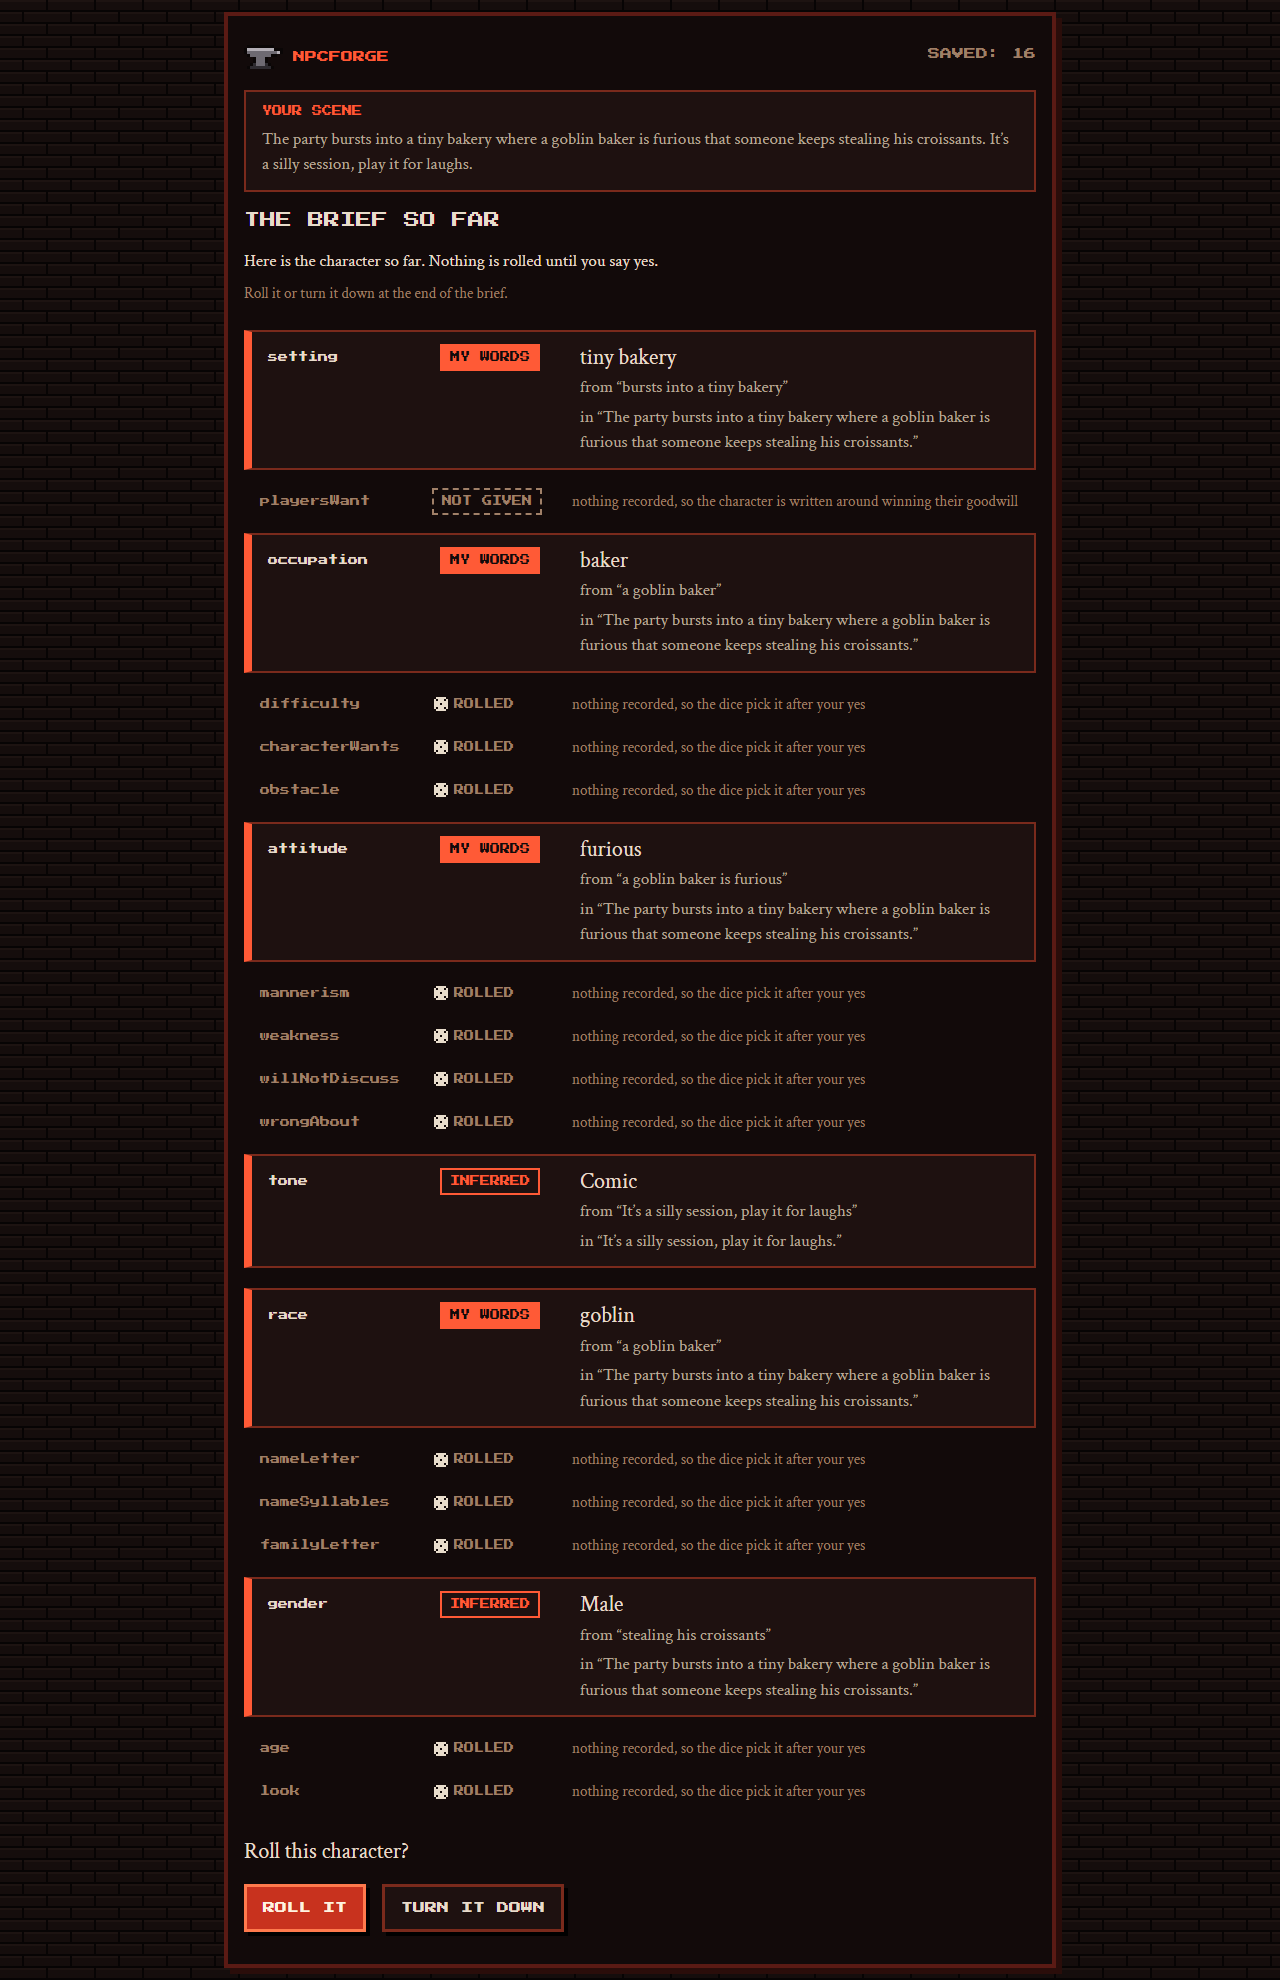 NPCFORGE
SAVED: 16
YOUR SCENE
The party bursts into a tiny bakery where a goblin baker is furious that someone keeps stealing his croissants. It’s
a silly session, play it for laughs.
THE BRIEF SO FAR
Here is the character so far. Nothing is rolled until you say yes.
Roll it or turn it down at the end of the brief.
setting MY WORDS tiny bakery
from “bursts into a tiny bakery”
in “The party bursts into a tiny bakery where a goblin baker is
furious that someone keeps stealing his croissants.”
playersWant NOT GIVEN nothing recorded, so the character is written around winning their goodwill
occupation MY WORDS baker
from “a goblin baker”
in “The party bursts into a tiny bakery where a goblin baker is
furious that someone keeps stealing his croissants.”
difficulty ROLLED nothing recorded, so the dice pick it after your yes
characterWants ROLLED nothing recorded, so the dice pick it after your yes
obstacle ROLLED nothing recorded, so the dice pick it after your yes
attitude MY WORDS furious
from “a goblin baker is furious”
in “The party bursts into a tiny bakery where a goblin baker is
furious that someone keeps stealing his croissants.”
mannerism ROLLED nothing recorded, so the dice pick it after your yes
weakness ROLLED nothing recorded, so the dice pick it after your yes
willNotDiscuss ROLLED nothing recorded, so the dice pick it after your yes
wrongAbout ROLLED nothing recorded, so the dice pick it after your yes
tone INFERRED Comic
from “It’s a silly session, play it for laughs”
in “It’s a silly session, play it for laughs.”
race MY WORDS goblin
from “a goblin baker”
in “The party bursts into a tiny bakery where a goblin baker is
furious that someone keeps stealing his croissants.”
nameLetter ROLLED nothing recorded, so the dice pick it after your yes
nameSyllables ROLLED nothing recorded, so the dice pick it after your yes
familyLetter ROLLED nothing recorded, so the dice pick it after your yes
gender INFERRED Male
from “stealing his croissants”
in “The party bursts into a tiny bakery where a goblin baker is
furious that someone keeps stealing his croissants.”
age ROLLED nothing recorded, so the dice pick it after your yes
look ROLLED nothing recorded, so the dice pick it after your yes
Roll this character?
ROLL IT
TURN IT DOWN